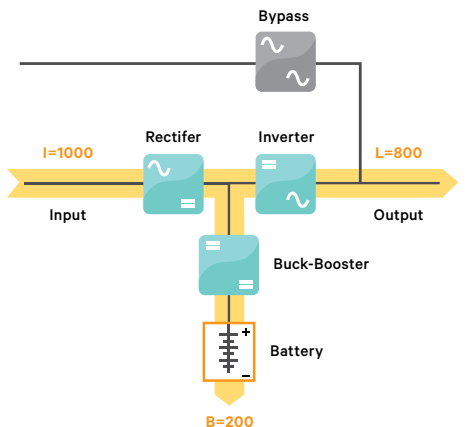 Bypass
Rectifer
Inverter
I=1000
L=800
Input
Output
Buck-Booster
+
Battery
−
B=200